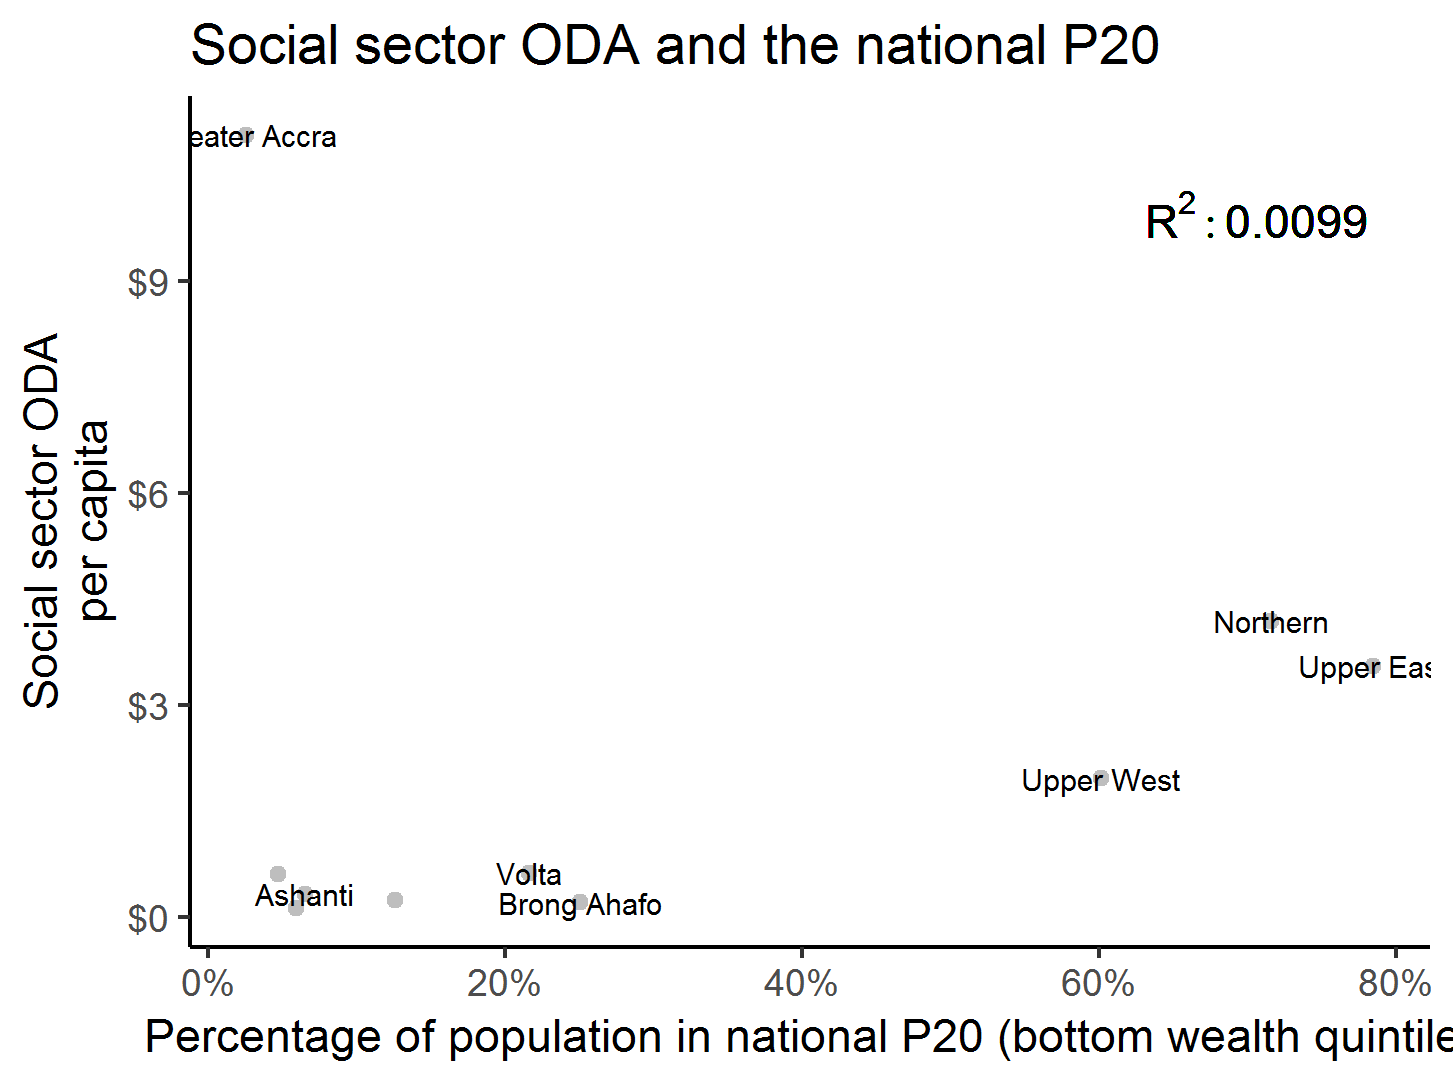 Social sector ODA and the national P20
eater Accra
R²: 0.0099
$9
Social sector ODA
per capita
$6
Northern
Upper Eas
$3
Upper West
Volta
Ashanti
Brong Ahafo
$0
0% 20% 40% 60% 80%
Percentage of population in national P20 (bottom wealth quintile